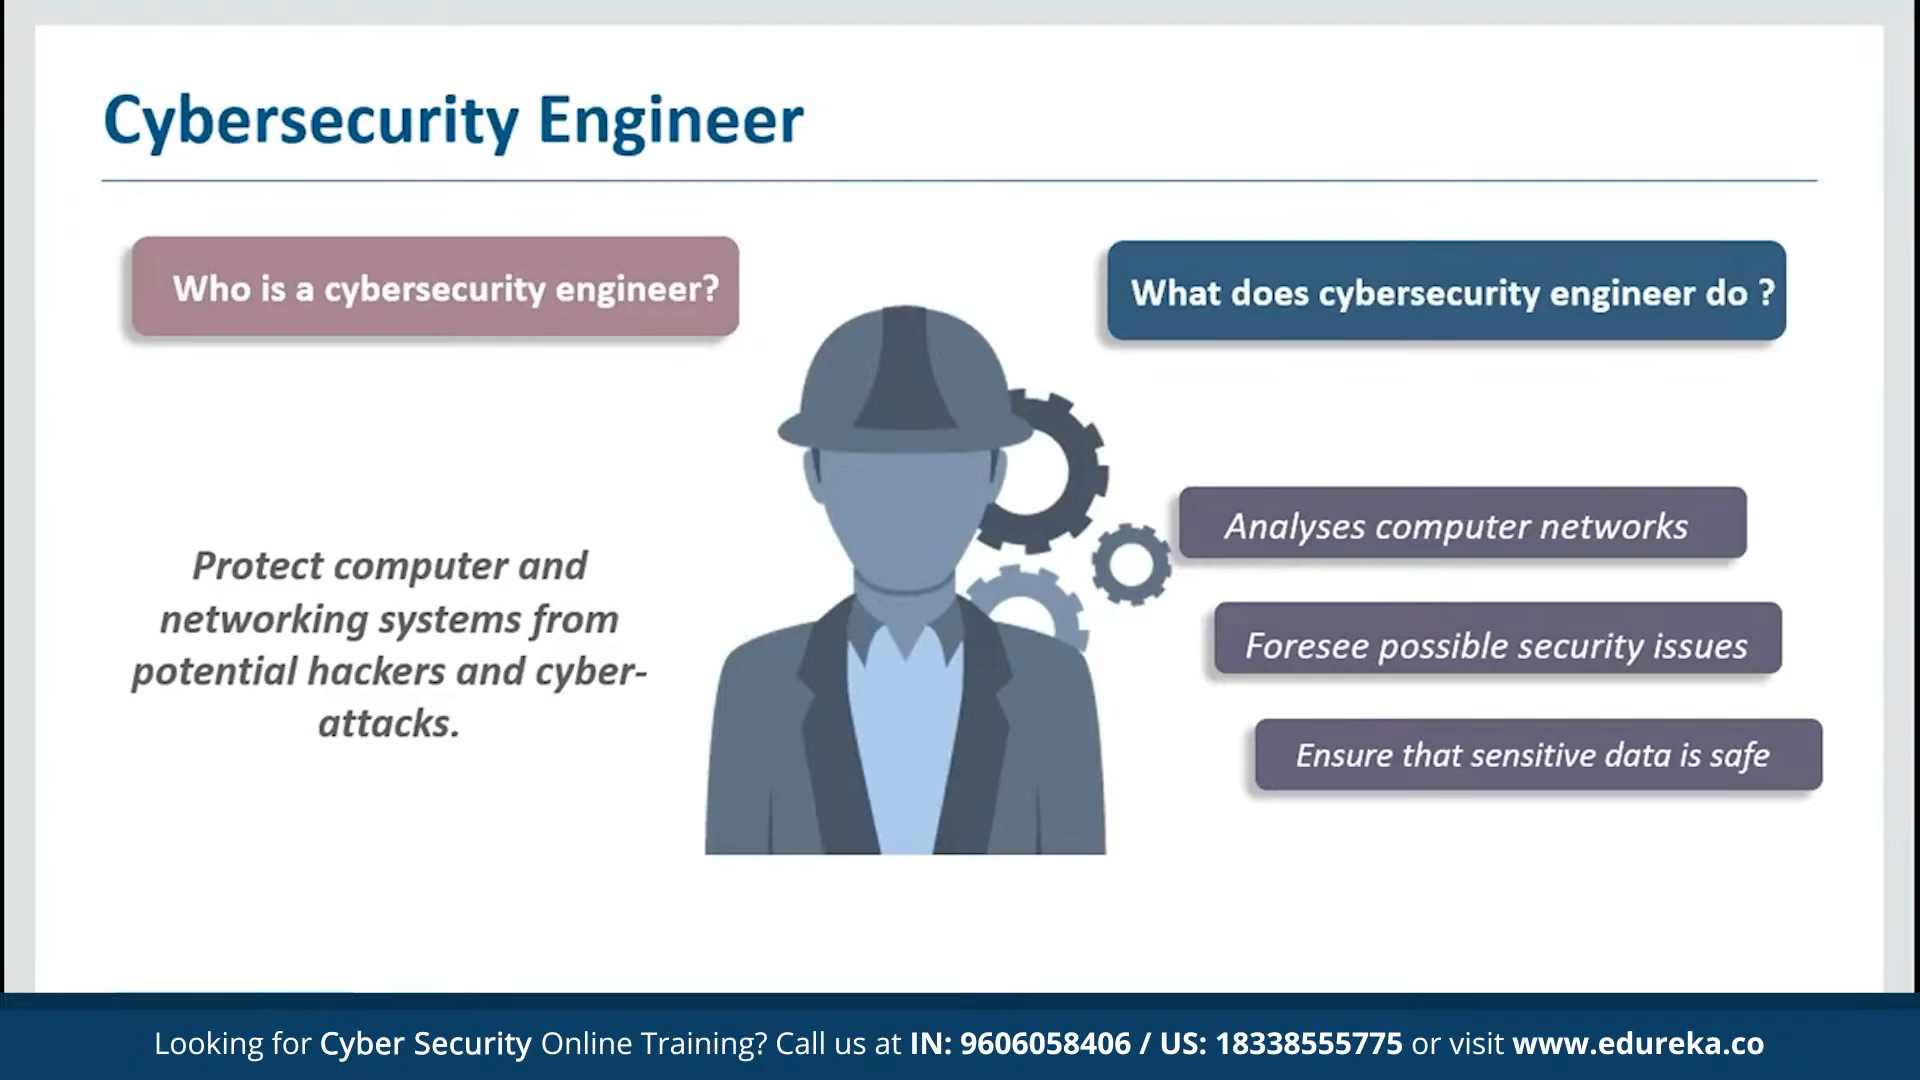 Cybersecurity Engineer
Who is a cybersecurity engineer?
Protect computer and
networking systems from
potential hackers and cyber-
attacks.
What does cybersecurity engineer do ?
Analyses computer networks
Foresee possible security issues
Ensure that sensitive data is safe
Looking for Cyber Security Online Training? Call us at IN: 9606058406 / US: 18338555775 or visit www.edureka.co